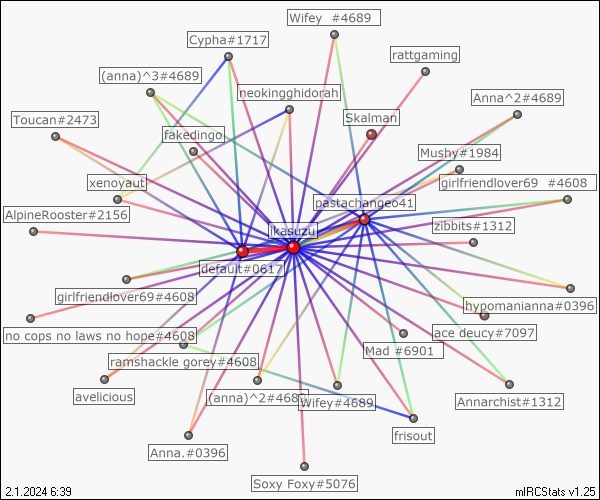 Wifey  #4689
Cypha#1717
rattgaming
(anna)^3#4689
neokingghidorah
Anna^2#4689
Toucan#2473
Skalman
fakedingo
Mushy#1984
xenoyaut
girlfriendlover69  #4608
pastachangeo41
AlpineRooster#2156
jkasuzu
zibbits#1312
default#0617
girlfriendlover69#4608
hypomanianna#0396
no cops no laws no hope#4608
ace deucy#7097
ramshackle gorey#4608
Mad #6901
avelicious
(anna)^2#4689
Wifey#4689
Annarchist#1312
frisout
Anna.#0396
Soxy Foxy#5076
2.1.2024 6:39
mIRCStats v1.25